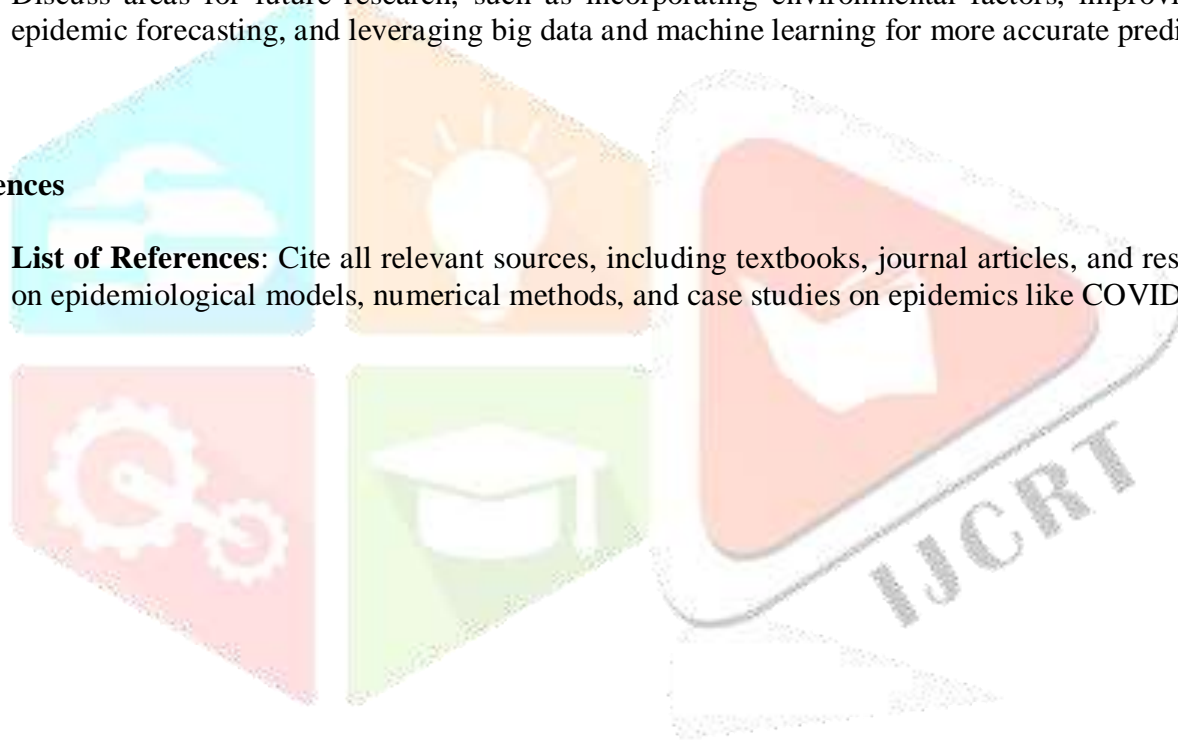 Discuss areas for future research, such as incorporating environmental factors, improvi
epidemic forecasting, and leveraging big data and machine learning for more accurate predi
ences
List of References: Cite all relevant sources, including textbooks, journal articles, and res
on epidemiological models, numerical methods, and case studies on epidemics like COVID
IJCRT